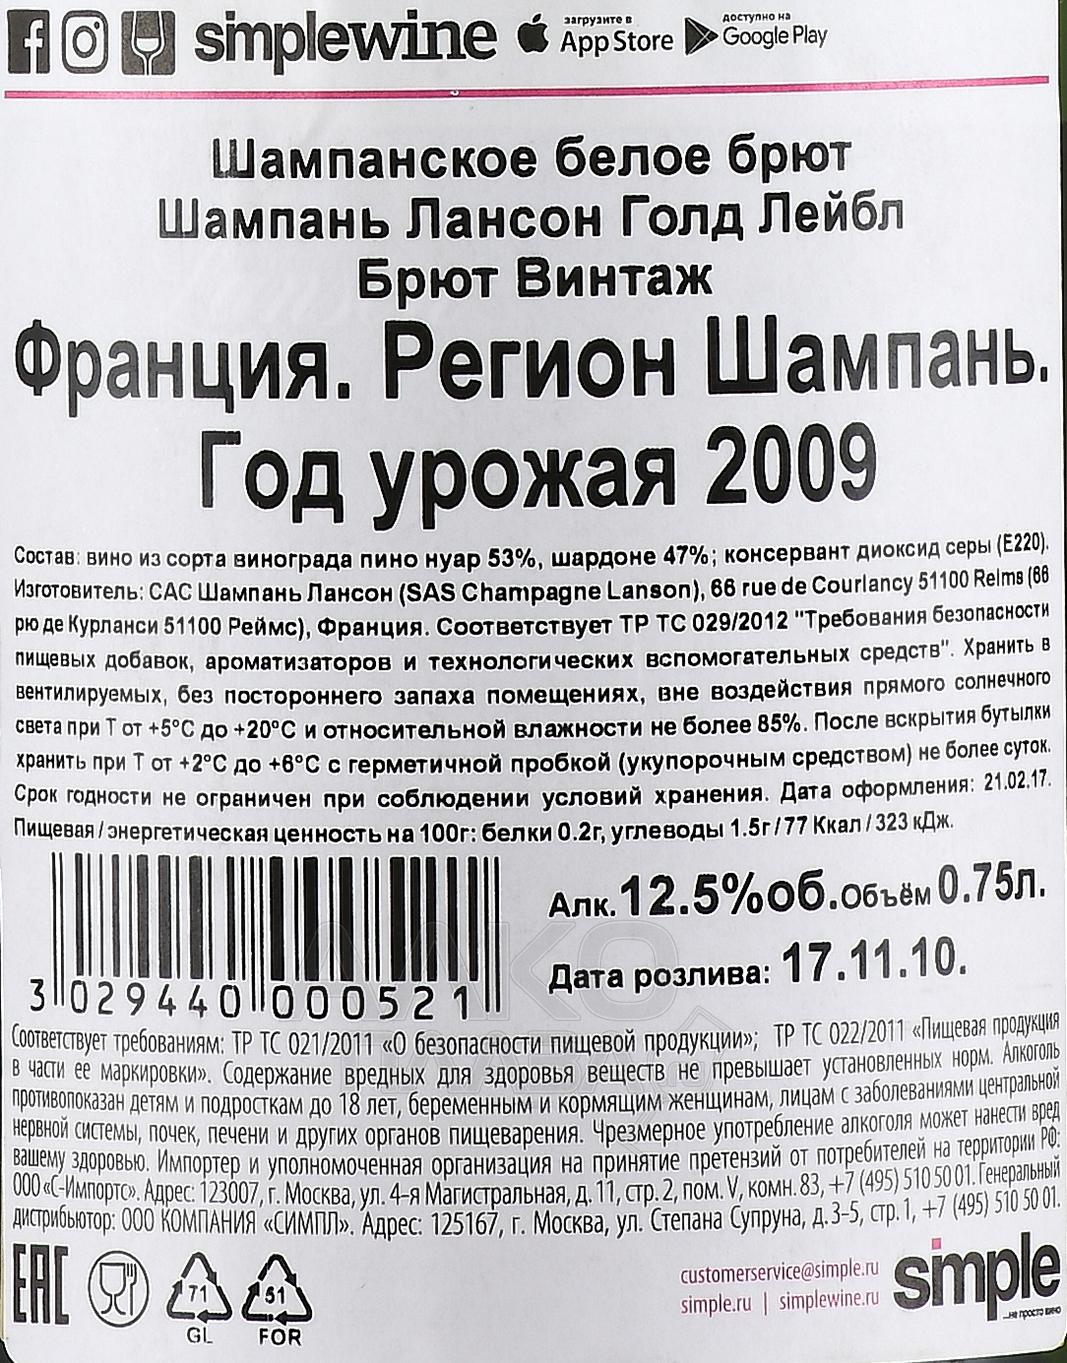 simplewine загрузите в App Store доступно на Google Play
Шампанское белое брют
Шампань Лансон Голд Лейбл
Брют Винтаж
Франция. Регион Шампань.
Год урожая 2009
Состав: вино из сорта винограда пино нуар 53%, шардоне 47%; консервант диоксид серы (Е220).
Изготовитель: САС Шампань Лансон (SAS Champagne Lanson), 66 rue de Courlancy 51100 Reims (66
рю де Курланси 51100 Реймс), Франция. Соответствует ТР ТС 029/2012 "Требования безопасности
пищевых добавок, ароматизаторов и технологических вспомогательных средств". Хранить в
вентилируемых, без постороннего запаха помещениях, вне воздействия прямого солнечного
света при Т от +5°С до +20°С и относительной влажности не более 85%. После вскрытия бутылки
хранить при Т от +2°С до +6°С с герметичной пробкой (укупорочным средством) не более суток.
Срок годности не ограничен при соблюдении условий хранения. Дата оформления: 21.02.17.
Пищевая / энергетическая ценность на 100г: белки 0.2г, углеводы 1.5г / 77 Ккал / 323 кДж.
Алк. 12.5%об. Объём 0.75л.
Дата розлива: 17.11.10.
3 029440 000521
Соответствует требованиям: ТР ТС 021/2011 «О безопасности пищевой продукции»; ТР ТС 022/2011 «Пищевая продукция
в части ее маркировки». Содержание вредных для здоровья веществ не превышает установленных норм. Алкоголь
противопоказан детям и подросткам до 18 лет, беременным и кормящим женщинам, лицам с заболеваниями центральной
нервной системы, почек, печени и других органов пищеварения. Чрезмерное употребление алкоголя может нанести вред
вашему здоровью. Импортер и уполномоченная организация на принятие претензий от потребителей на территории РФ:
ООО «С-Импортс». Адрес: 123007, г. Москва, ул. 4-я Магистральная, д. 11, стр. 2, пом. V, комн. 83, +7 (495) 510 50 01. Генеральный
дистрибьютор: ООО КОМПАНИЯ «СИМПЛ». Адрес: 125167, г. Москва, ул. Степана Супруна, д. 3-5, стр. 1, +7 (495) 510 50 01.
EAC
71
GL
51
FOR
customerservice@simple.ru
simple.ru | simplewine.ru
simple
...не просто вино